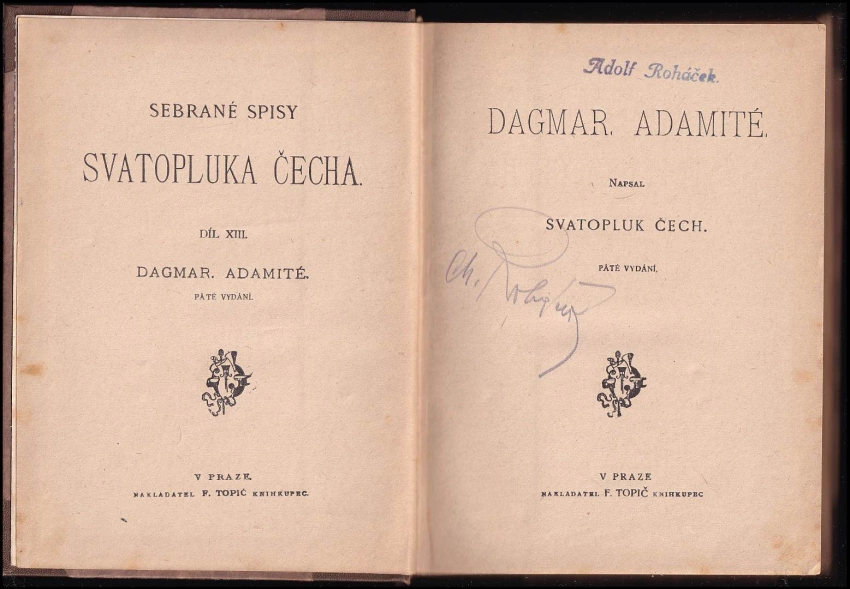 SEBRANÉ SPISY
SVATOPLUKA ČECHA.
DÍL XIII.
DAGMAR. ADAMITÉ.
PÁTÉ VYDÁNÍ.
V PRAZE.
NAKLADATEL F. TOPIČ KNIHKUPEC.
Adolf Roháček.
DAGMAR. ADAMITÉ.
NAPSAL
SVATOPLUK ČECH.
PÁTÉ VYDÁNÍ.
Ch.
V PRAZE
NAKLADATEL F. TOPIČ KNIHKUPEC